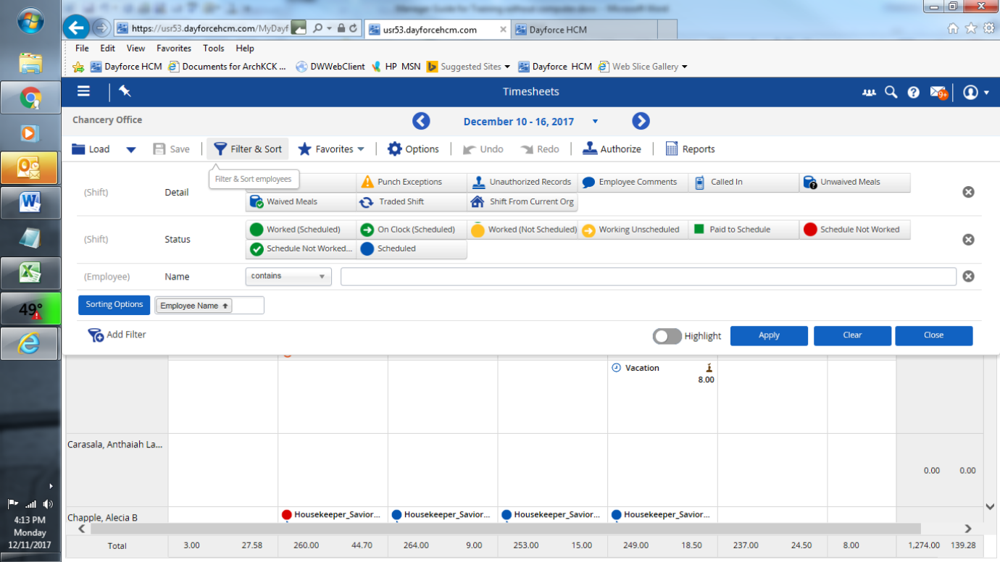 Manager Guide for Training without computer.docx - Microsoft Word
https://usr53.dayforcehcm.com/MyDayf
usr53.dayforcehcm.com
Dayforce HCM
File Edit View Favorites Tools Help
Dayforce HCM Documents for ArchKCK ... DWWebClient HP MSN Suggested Sites Dayforce HCM Web Slice Gallery
Timesheets
9+
Chancery Office
December 10 - 16, 2017
Load Save Filter & Sort Favorites Options Undo Redo Authorize Reports
Filter & Sort employees
(Shift) Detail
Punch Exceptions Unauthorized Records Employee Comments Called In Unwaived Meals
Waived Meals Traded Shift Shift From Current Org
(Shift) Status
Worked (Scheduled) On Clock (Scheduled) Worked (Not Scheduled) Working Unscheduled Paid to Schedule Schedule Not Worked
Schedule Not Worked... Scheduled
(Employee) Name contains
Sorting Options Employee Name
Add Filter Highlight Apply Clear Close
Vacation
8.00
Carasala, Anthaiah La...
0.00 0.00
Chapple, Alecia B Housekeeper_Savior... Housekeeper_Savior... Housekeeper_Savior... Housekeeper_Savior...
Total 3.00 27.58 260.00 44.70 264.00 9.00 253.00 15.00 249.00 18.50 237.00 24.50 8.00 1,274.00 139.28
49°
4:13 PM
Monday
12/11/2017